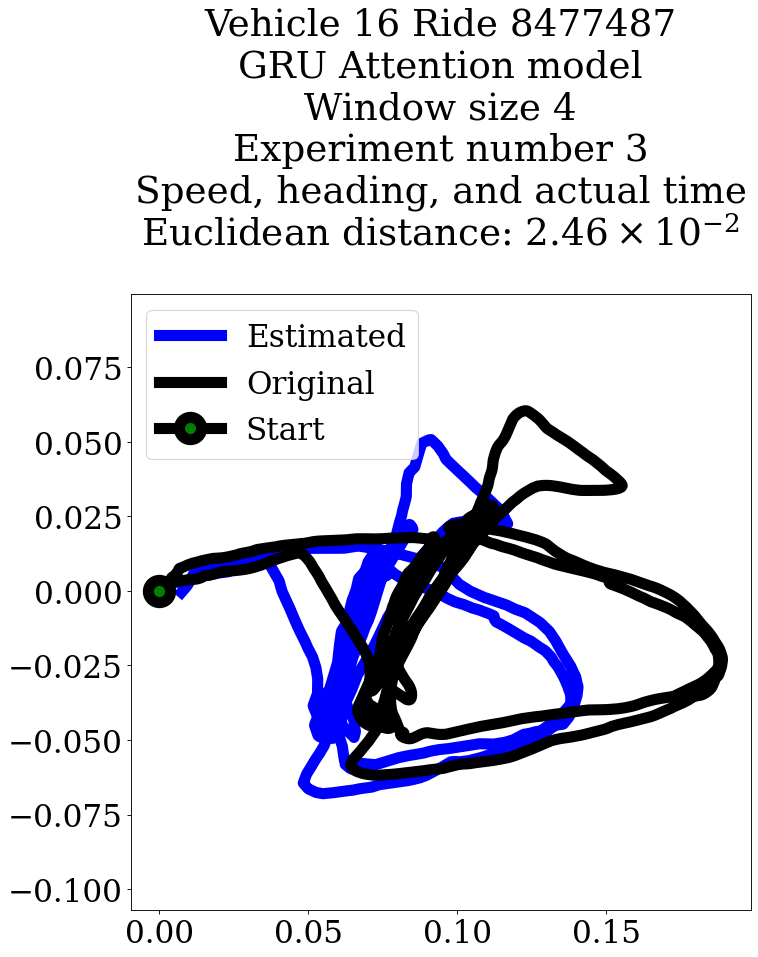 Vehicle 16 Ride 8477487
GRU Attention model
Window size 4
Experiment number 3
Speed, heading, and actual time
Euclidean distance: 2.46 × 10⁻²
Estimated
Original
Start
0.075
0.050
0.025
0.000
−0.025
−0.050
−0.075
−0.100
0.00 0.05 0.10 0.15